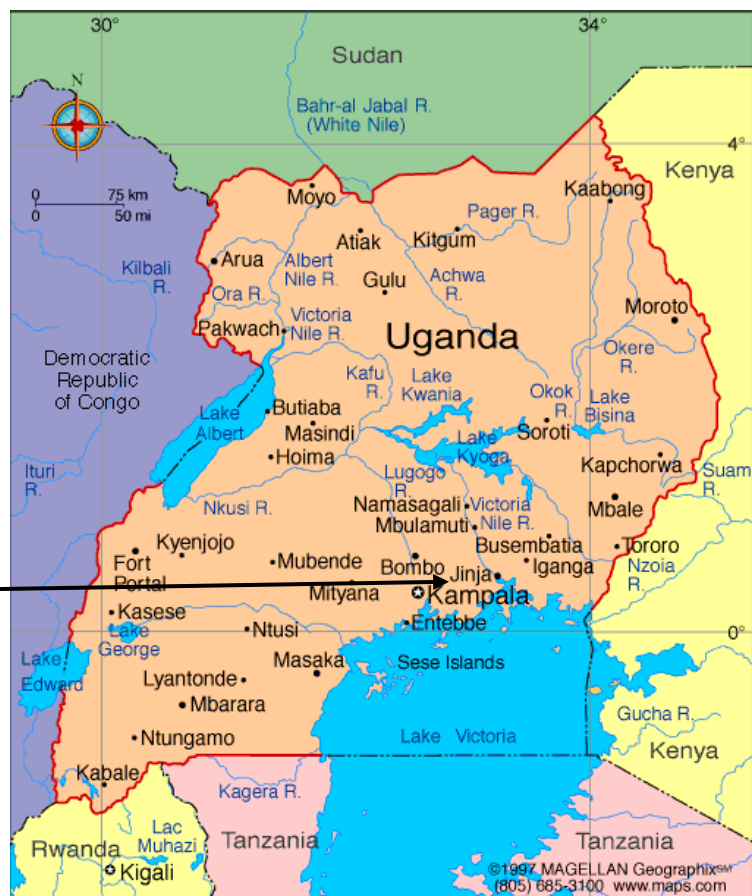 30°
34°
Sudan
N
Bahr-al Jabal R.
(White Nile)
4°
Kenya
0 75 km
0 50 mi
Moyo
Kaabong
Pager R.
Atiak
Kitgum
Arua
Albert
Nile R.
Kilbali
R.
Ora R.
Gulu
Achwa
R.
Moroto
Pakwach
Victoria
Nile R.
Uganda
Okere
R.
Democratic
Republic
of Congo
Kafu
R.
Lake
Kwania
Okok
R.
Lake
Bisina
Lake
Albert
Butiaba
Masindi
Soroti
Lake
Kyoga
Hoima
Kapchorwa
Ituri
R.
Lugogo
R.
Suam
R.
Nkusi R.
Namasagali
Victoria
Nile R.
Mbale
Mbulamuti
Busembatia
Tororo
Kyenjojo
Fort
Portal
Mubende
Bombo
Iganga
Nzoia
R.
Jinja
Mityana
Kampala
Kasese
Entebbe
0°
Lake
George
Ntusi
Lake
Edward
Masaka
Sese Islands
Lyantonde
Mbarara
Gucha R.
Ntungamo
Lake Victoria
Kenya
Kabale
Kagera R.
Lac
Muhazi
Rwanda
Tanzania
Tanzania
Kigali
©1997 MAGELLAN Geographix℠
(805) 685-3100 www.maps.com